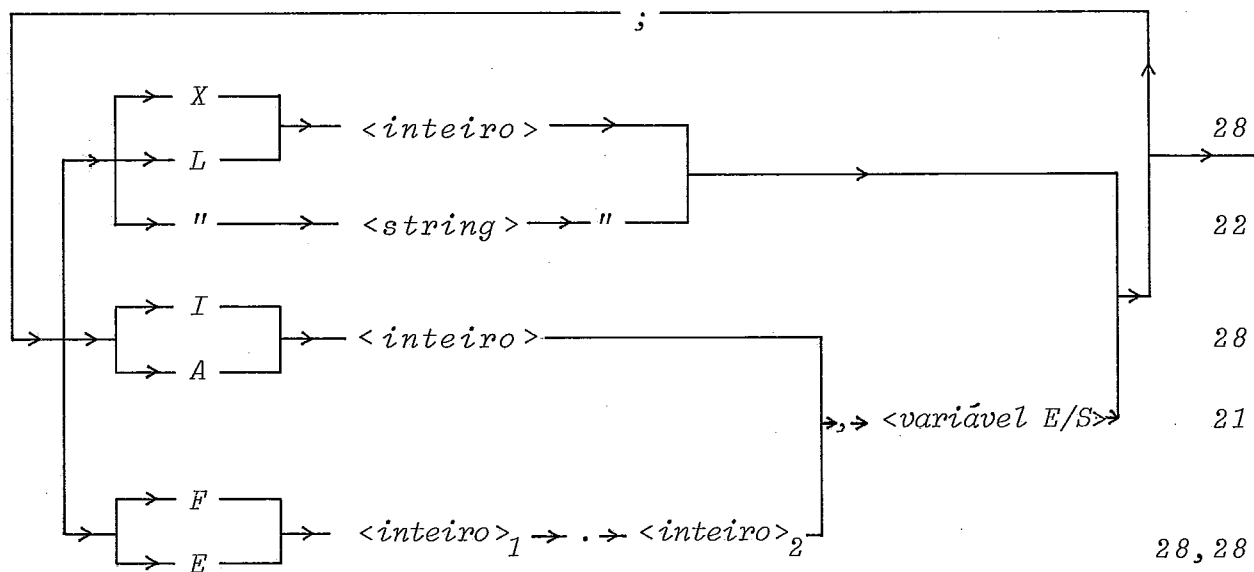 ;
X
<inteiro> 28
L
" <string> " 22
I
<inteiro> 28
A
, <variável E/S> 21
F
<inteiro>1 . <inteiro>2
E 28,28